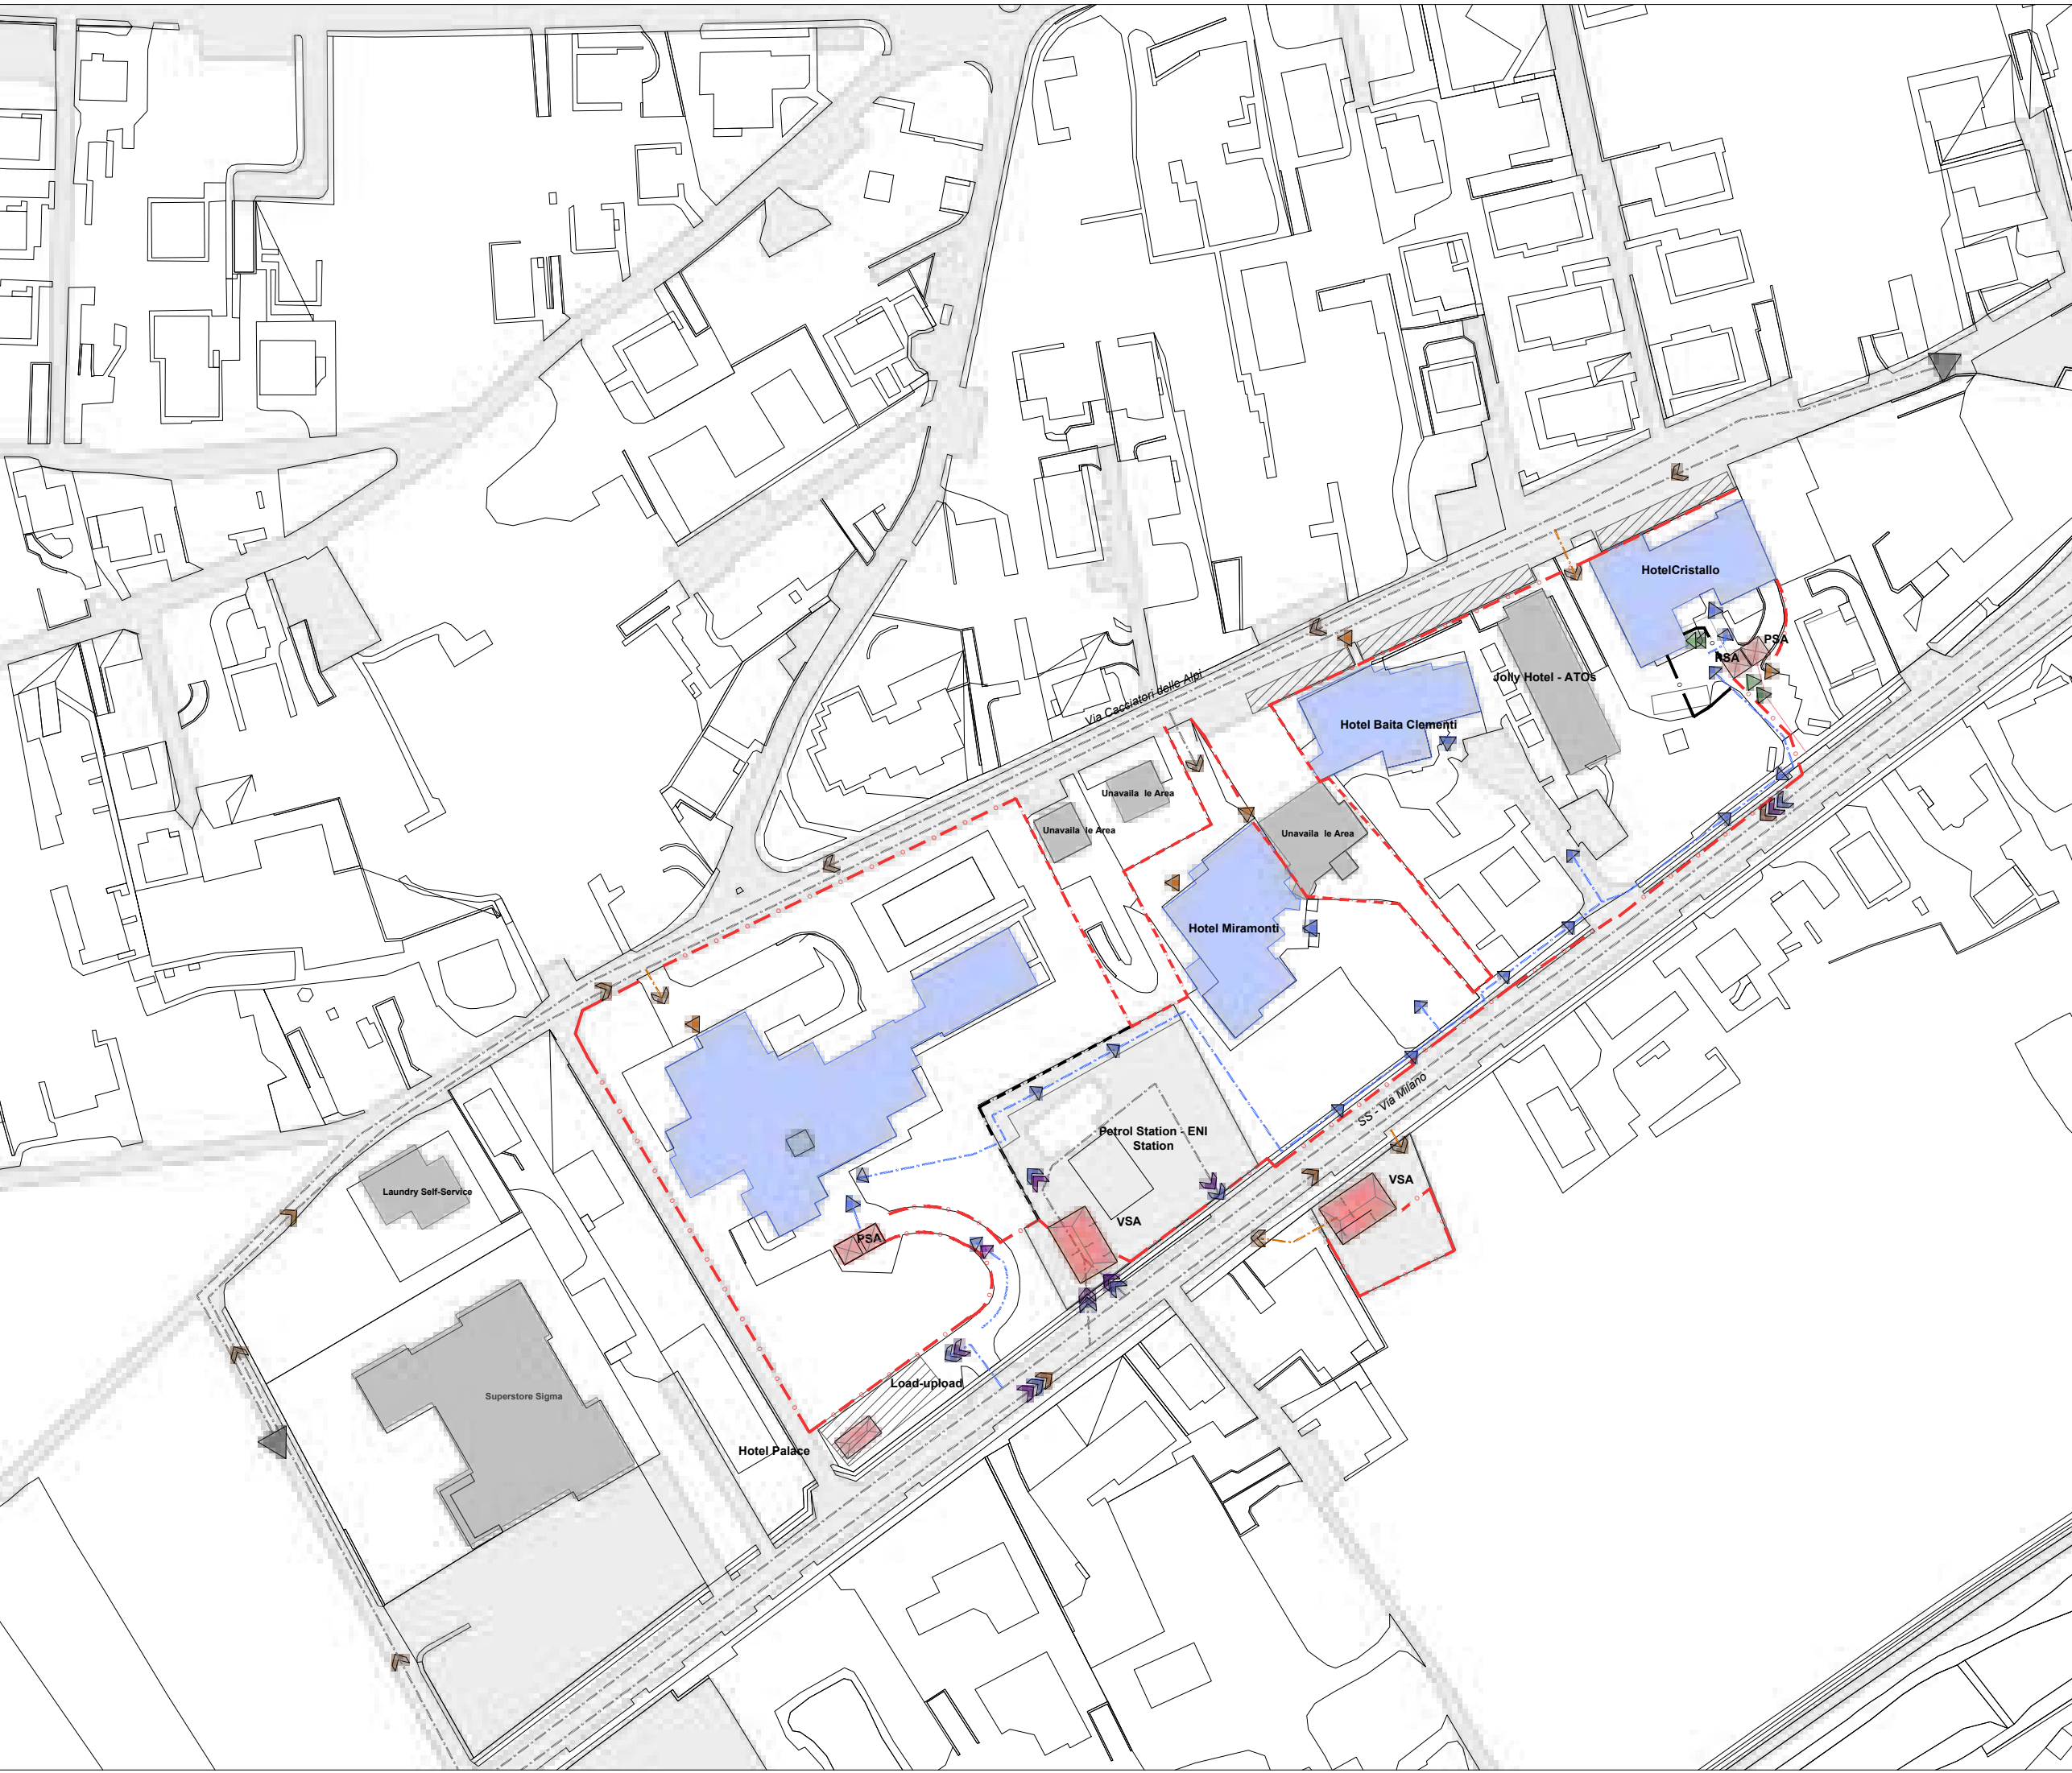 HotelCristallo
PSA
PSA
Jolly Hotel - ATOs
Via Cacciatori delle Alpi
Hotel Baita Clementi
Unavaila le Area
Unavaila le Area
Unavaila le Area
Hotel Miramonti
SS - Via Milano
Petrol Station - ENI
Station
VSA
Laundry Self-Service
VSA
PSA
Load-upload
Superstore Sigma
Hotel Palace